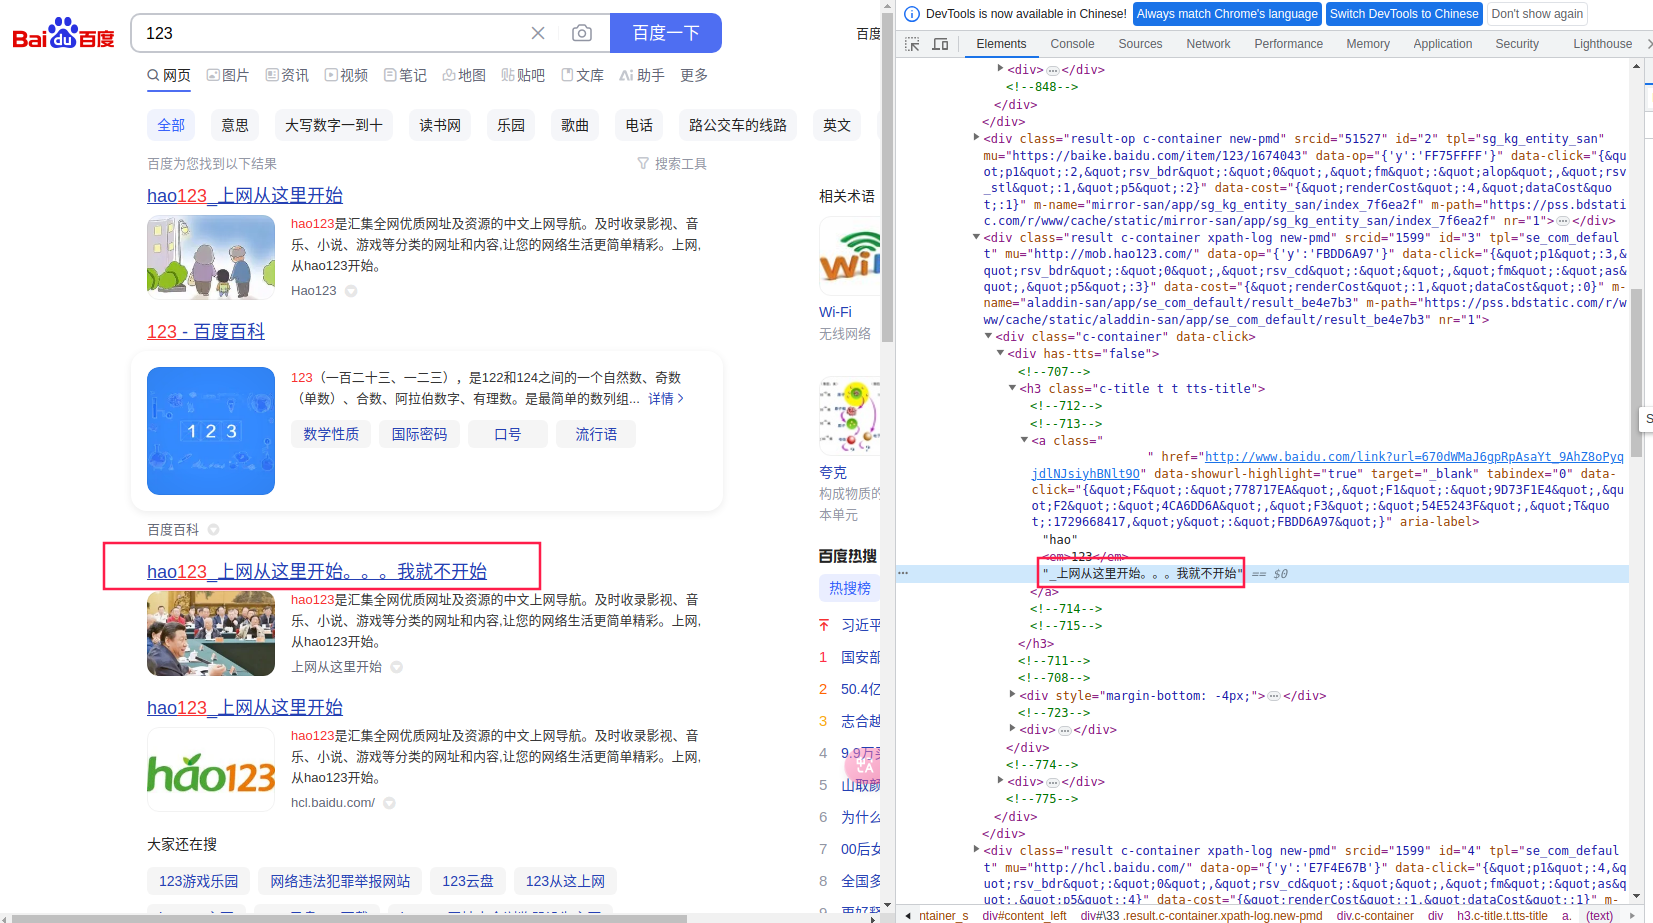 Bai du 百度
123
百度一下
百度
网页 图片 资讯 视频 笔记 地图 贴吧 文库 助手 更多
全部 意思 大写数字一到十 读书网 乐园 歌曲 电话 路公交车的线路 英文
百度为您找到以下结果 搜索工具
hao123_上网从这里开始
hao123是汇集全网优质网址及资源的中文上网导航。及时收录影视、音
乐、小说、游戏等分类的网址和内容,让您的网络生活更简单精彩。上网,
从hao123开始。
Hao123
123 - 百度百科
123（一百二十三、一二三），是122和124之间的一个自然数、奇数
（单数）、合数、阿拉伯数字、有理数。是最简单的数列组... 详情
1 2 3
数学性质 国际密码 口号 流行语
百度百科
hao123_上网从这里开始。。。我就不开始
hao123是汇集全网优质网址及资源的中文上网导航。及时收录影视、音
乐、小说、游戏等分类的网址和内容,让您的网络生活更简单精彩。上网,
从hao123开始。
上网从这里开始
hao123_上网从这里开始
hao123
hao123是汇集全网优质网址及资源的中文上网导航。及时收录影视、音
乐、小说、游戏等分类的网址和内容,让您的网络生活更简单精彩。上网,
从hao123开始。
hcl.baidu.com/
大家还在搜
123游戏乐园 网络违法犯罪举报网站 123云盘 123从这上网
相关术语
Wi-Fi
无线网络
夸克
构成物质的
本单元
百度热搜
热搜榜
习近平
1 国安部
2 50.4亿
3 志合越
4 9.9万
5 山取颜
6 为什么
7 00后女
8 全国多
DevTools is now available in Chinese! Always match Chrome's language Switch DevTools to Chinese Don't show again
Elements Console Sources Network Performance Memory Application Security Lighthouse
<div> … </div>
<!--848-->
</div>
</div>
<div class="result-op c-container new-pmd" srcid="51527" id="2" tpl="sg_kg_entity_san"
mu="https://baike.baidu.com/item/123/1674043" data-op="{'y':'FF75FFFF'}" data-click="{&q
uot;p1&quot;:2,&quot;rsv_bdr&quot;:&quot;0&quot;,&quot;fm&quot;:&quot;alop&quot;,&quot;rsv
_stl&quot;:1,&quot;p5&quot;:2}" data-cost="{&quot;renderCost&quot;:4,&quot;dataCost&quo
t;:1}" m-name="mirror-san/app/sg_kg_entity_san/index_7f6ea2f" m-path="https://pss.bdstati
c.com/r/www/cache/static/mirror-san/app/sg_kg_entity_san/index_7f6ea2f" nr="1"> … </div>
<div class="result c-container xpath-log new-pmd" srcid="1599" id="3" tpl="se_com_defaul
t" mu="http://mob.hao123.com/" data-op="{'y':'FBDD6A97'}" data-click="{&quot;p1&quot;:3,&
quot;rsv_bdr&quot;:&quot;0&quot;,&quot;rsv_cd&quot;:&quot;&quot;,&quot;fm&quot;:&quot;as&q
uot;,&quot;p5&quot;:3}" data-cost="{&quot;renderCost&quot;:1,&quot;dataCost&quot;:0}" m-
name="aladdin-san/app/se_com_default/result_be4e7b3" m-path="https://pss.bdstatic.com/r/w
ww/cache/static/aladdin-san/app/se_com_default/result_be4e7b3" nr="1">
<div class="c-container" data-click>
<div has-tts="false">
<!--707-->
<h3 class="c-title t t tts-title">
<!--712-->
<!--713-->
<a class="
" href="http://www.baidu.com/link?url=670dWMaJ6gpRpAsaYt_9AhZ8oPyq
jdlNJsiyhBNlt9O" data-showurl-highlight="true" target="_blank" tabindex="0" data-
click="{&quot;F&quot;:&quot;778717EA&quot;,&quot;F1&quot;:&quot;9D73F1E4&quot;,&qu
ot;F2&quot;:&quot;4CA6DD6A&quot;,&quot;F3&quot;:&quot;54E5243F&quot;,&quot;T&quo
t;:1729668417,&quot;y&quot;:&quot;FBDD6A97&quot;}" aria-label>
"hao"
<em>123</em>
"_上网从这里开始。。。我就不开始" == $0
</a>
<!--714-->
<!--715-->
</h3>
<!--711-->
<!--708-->
<div style="margin-bottom: -4px;"> … </div>
<!--723-->
<div> … </div>
</div>
<!--774-->
<div> … </div>
<!--775-->
</div>
</div>
<div class="result c-container xpath-log new-pmd" srcid="1599" id="4" tpl="se_com_defaul
t" mu="http://hcl.baidu.com/" data-op="{'y':'E7F4E67B'}" data-click="{&quot;p1&quot;:4,&q
uot;rsv_bdr&quot;:&quot;0&quot;,&quot;rsv_cd&quot;:&quot;&quot;,&quot;fm&quot;:&quot;as&q
uot;,&quot;p5&quot;:4}" data-cost="{&quot;renderCost&quot;:1,&quot;dataCost&quot;:1}" m-
ntainer_s div#content_left div#\33 .result.c-container.xpath-log.new-pmd div.c-container div h3.c-title.t.tts-title a. (text)